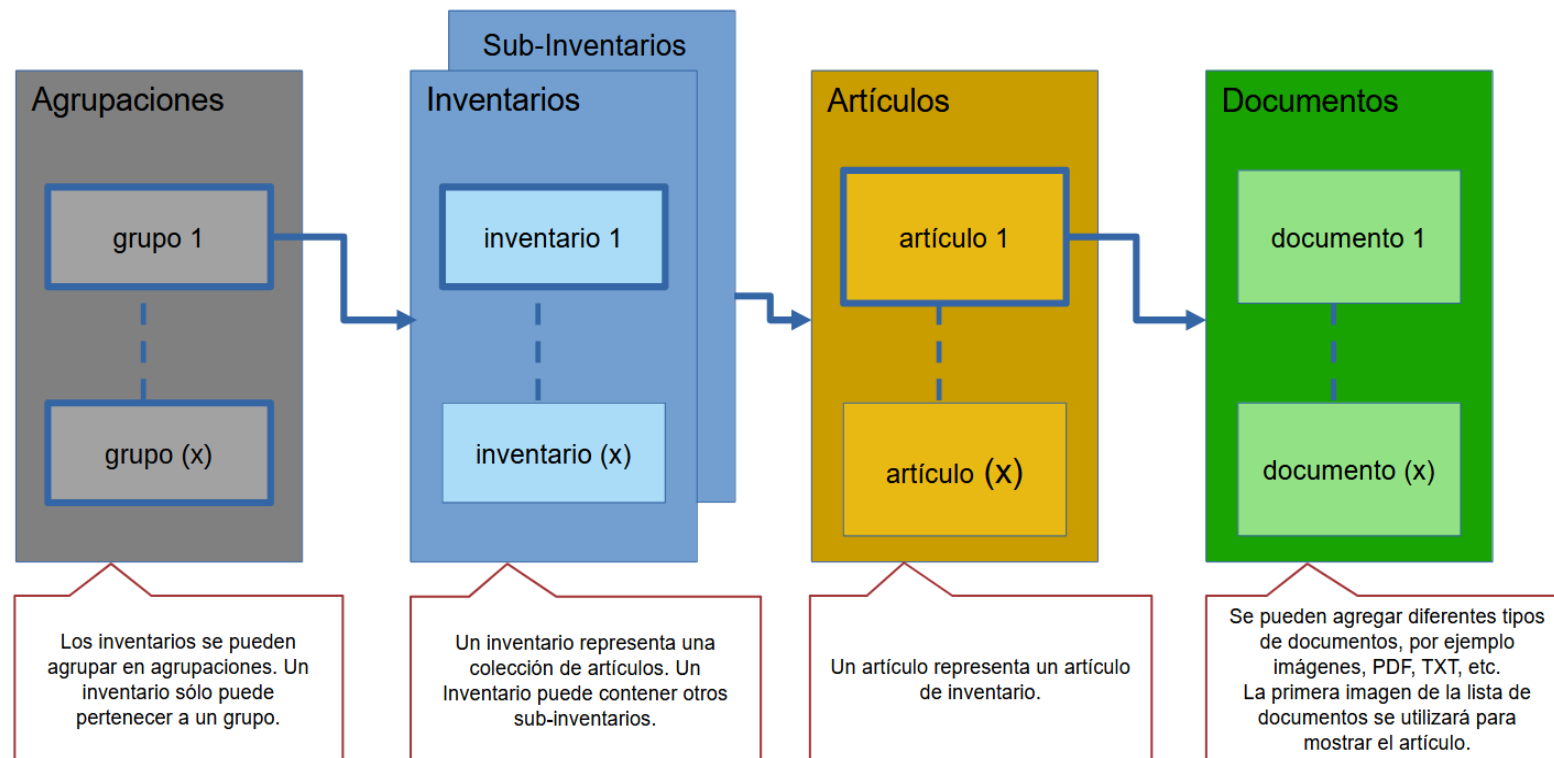 Sub-Inventarios
Agrupaciones
Inventarios
Artículos
Documentos
grupo 1
inventario 1
artículo 1
documento 1
grupo (x)
inventario (x)
artículo (x)
documento (x)
Los inventarios se pueden
agrupar en agrupaciones. Un
inventario sólo puede
pertenecer a un grupo.
Un inventario representa una
colección de artículos. Un
Inventario puede contener otros
sub-inventarios.
Un artículo representa un artículo
de inventario.
Se pueden agregar diferentes tipos
de documentos, por ejemplo
imágenes, PDF, TXT, etc.
La primera imagen de la lista de
documentos se utilizará para
mostrar el artículo.